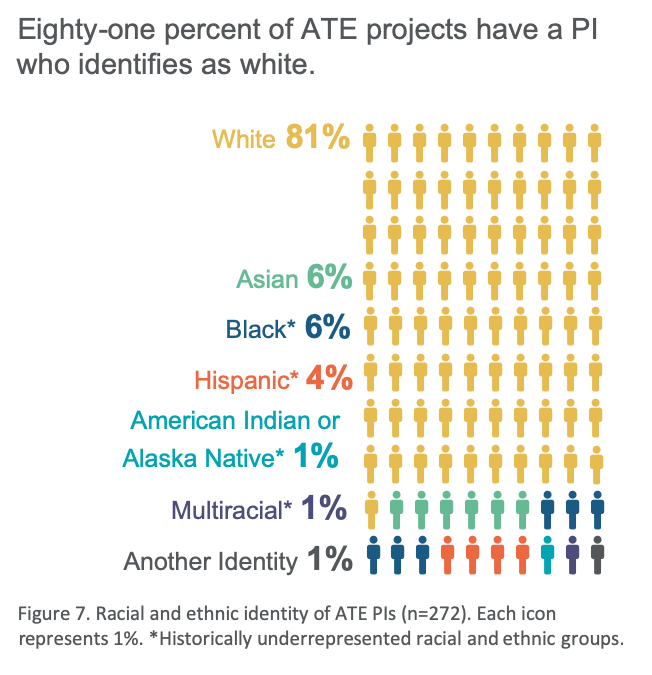 Eighty-one percent of ATE projects have a PI
who identifies as white.
White 81%
Asian 6%
Black* 6%
Hispanic* 4%
American Indian or
Alaska Native* 1%
Multiracial* 1%
Another Identity 1%
Figure 7. Racial and ethnic identity of ATE PIs (n=272). Each icon
represents 1%. *Historically underrepresented racial and ethnic groups.